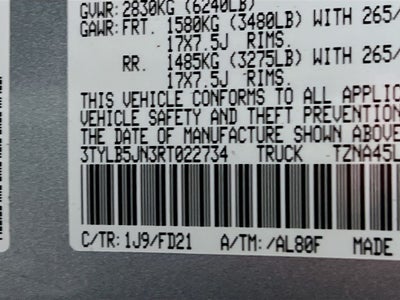 GVWR: 2830KG (6240LB)
GAWR: FRT. 1580KG (3480LB) WITH 265/
17X7.5J RIMS.
RR. 1485KG (3275LB) WITH 265/
17X7.5J RIMS.
THIS VEHICLE CONFORMS TO ALL APPLICA
VEHICLE SAFETY AND THEFT PREVENTION
THE DATE OF MANUFACTURE SHOWN ABOVE
3TYLB5JN3RT022734 TRUCK TZNA45L
C/TR: 1J9/FD21 A/TM: /AL80F MADE